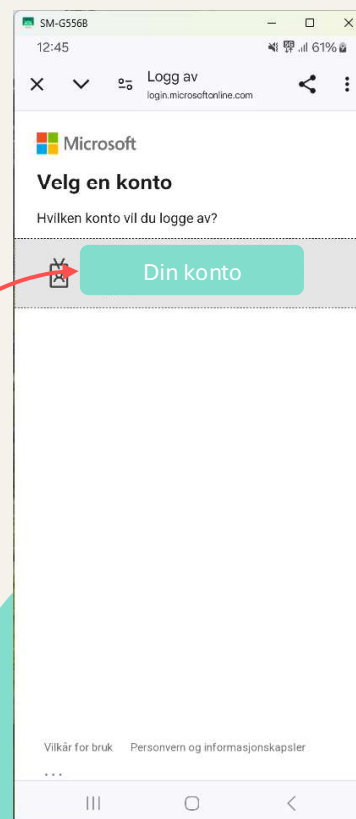 SM-G556B
12:45
61%
Logg av
login.microsoftonline.com
Microsoft
Velg en konto
Hvilken konto vil du logge av?
Din konto
Vilkår for bruk Personvern og informasjonskapsler
...